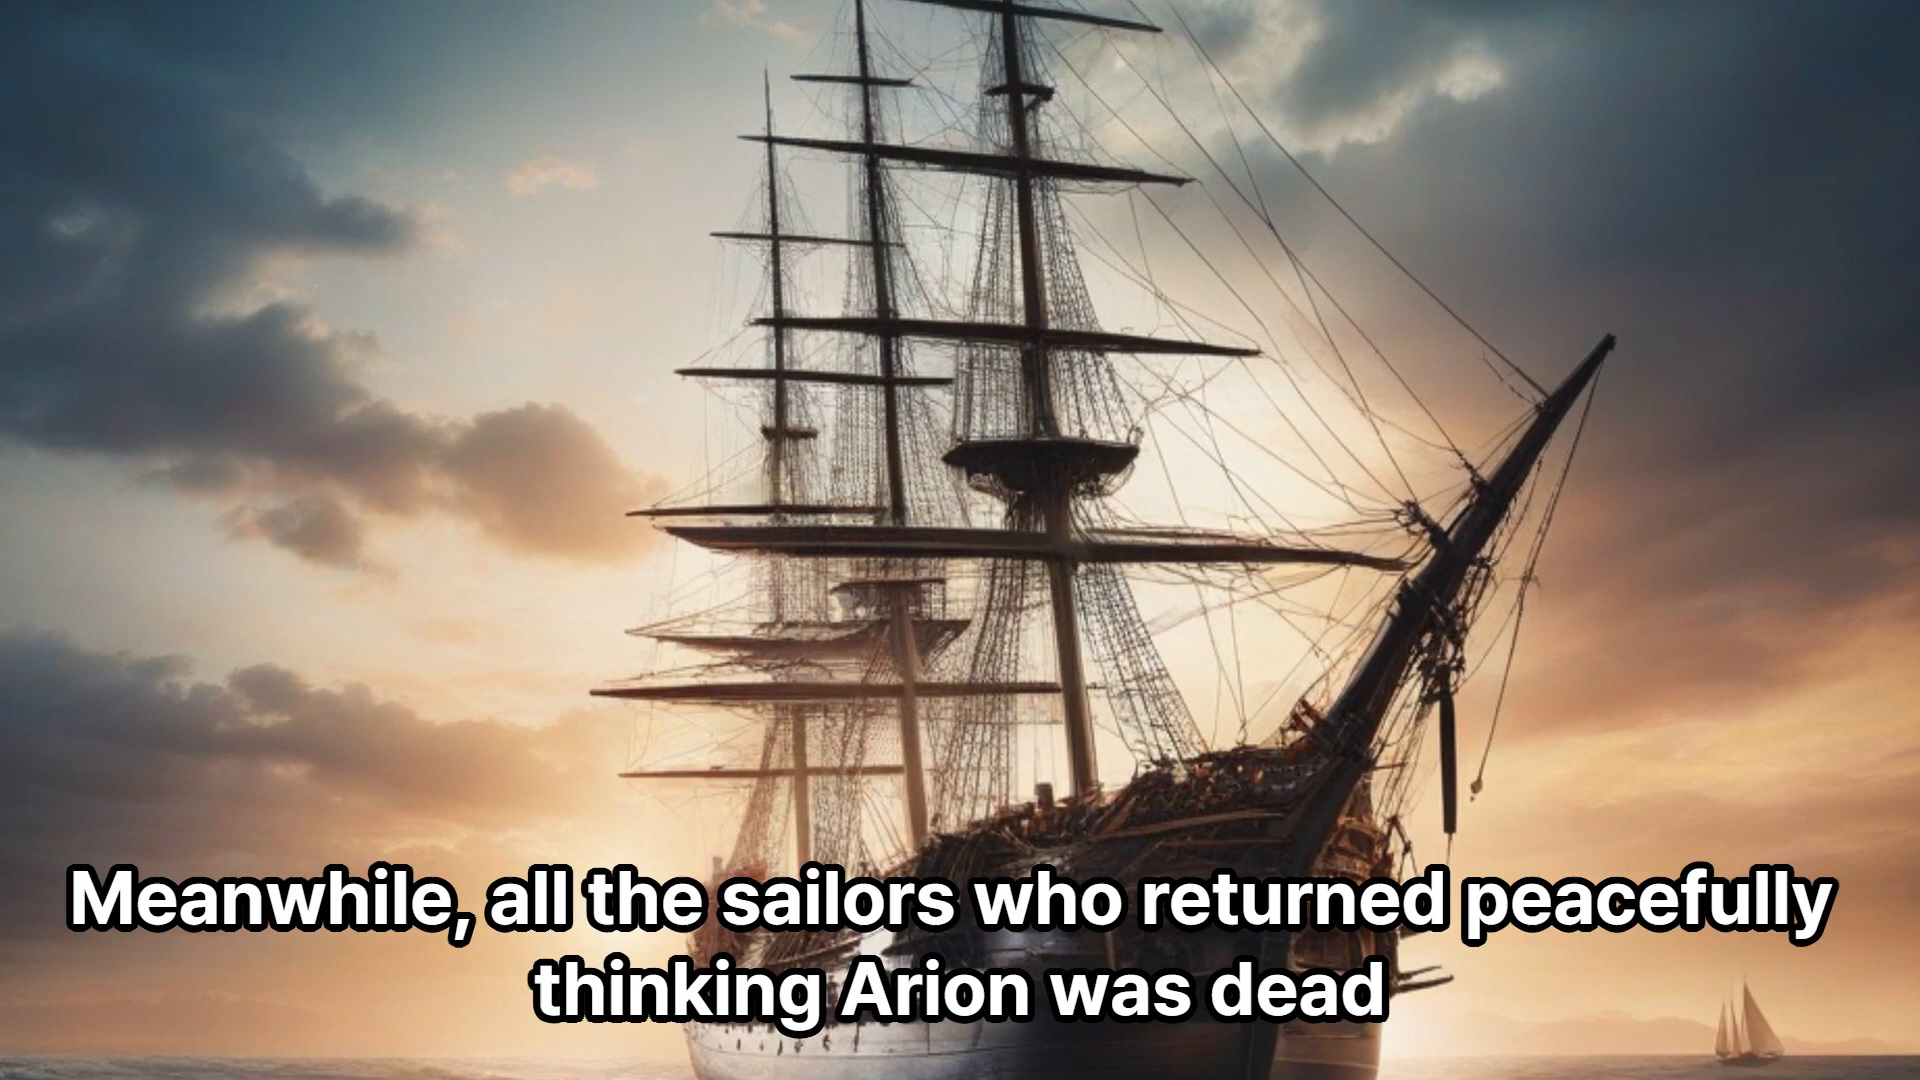 Meanwhile, all the sailors who returned peacefully
thinking Arion was dead